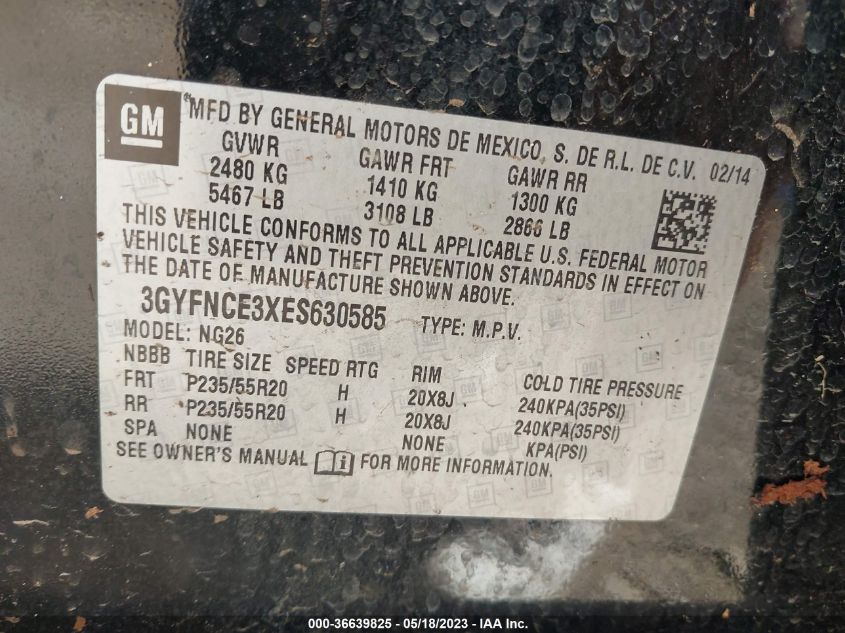 GM
MFD BY GENERAL MOTORS DE MEXICO, S. DE R.L. DE C.V. 02/14
GVWR GAWR FRT GAWR RR
2480 KG 1410 KG 1300 KG
5467 LB 3108 LB 2866 LB
THIS VEHICLE CONFORMS TO ALL APPLICABLE U.S. FEDERAL MOTOR
VEHICLE SAFETY AND THEFT PREVENTION STANDARDS IN EFFECT ON
THE DATE OF MANUFACTURE SHOWN ABOVE.
3GYFNCE3XES630585 TYPE: M.P.V.
MODEL: NG26
NBBB TIRE SIZE SPEED RTG RIM COLD TIRE PRESSURE
FRT P235/55R20 H 20X8J 240KPA(35PSI)
RR P235/55R20 H 20X8J 240KPA(35PSI)
SPA NONE NONE KPA(PSI)
SEE OWNER'S MANUAL FOR MORE INFORMATION.
000-36639825 - 05/18/2023 - IAA Inc.